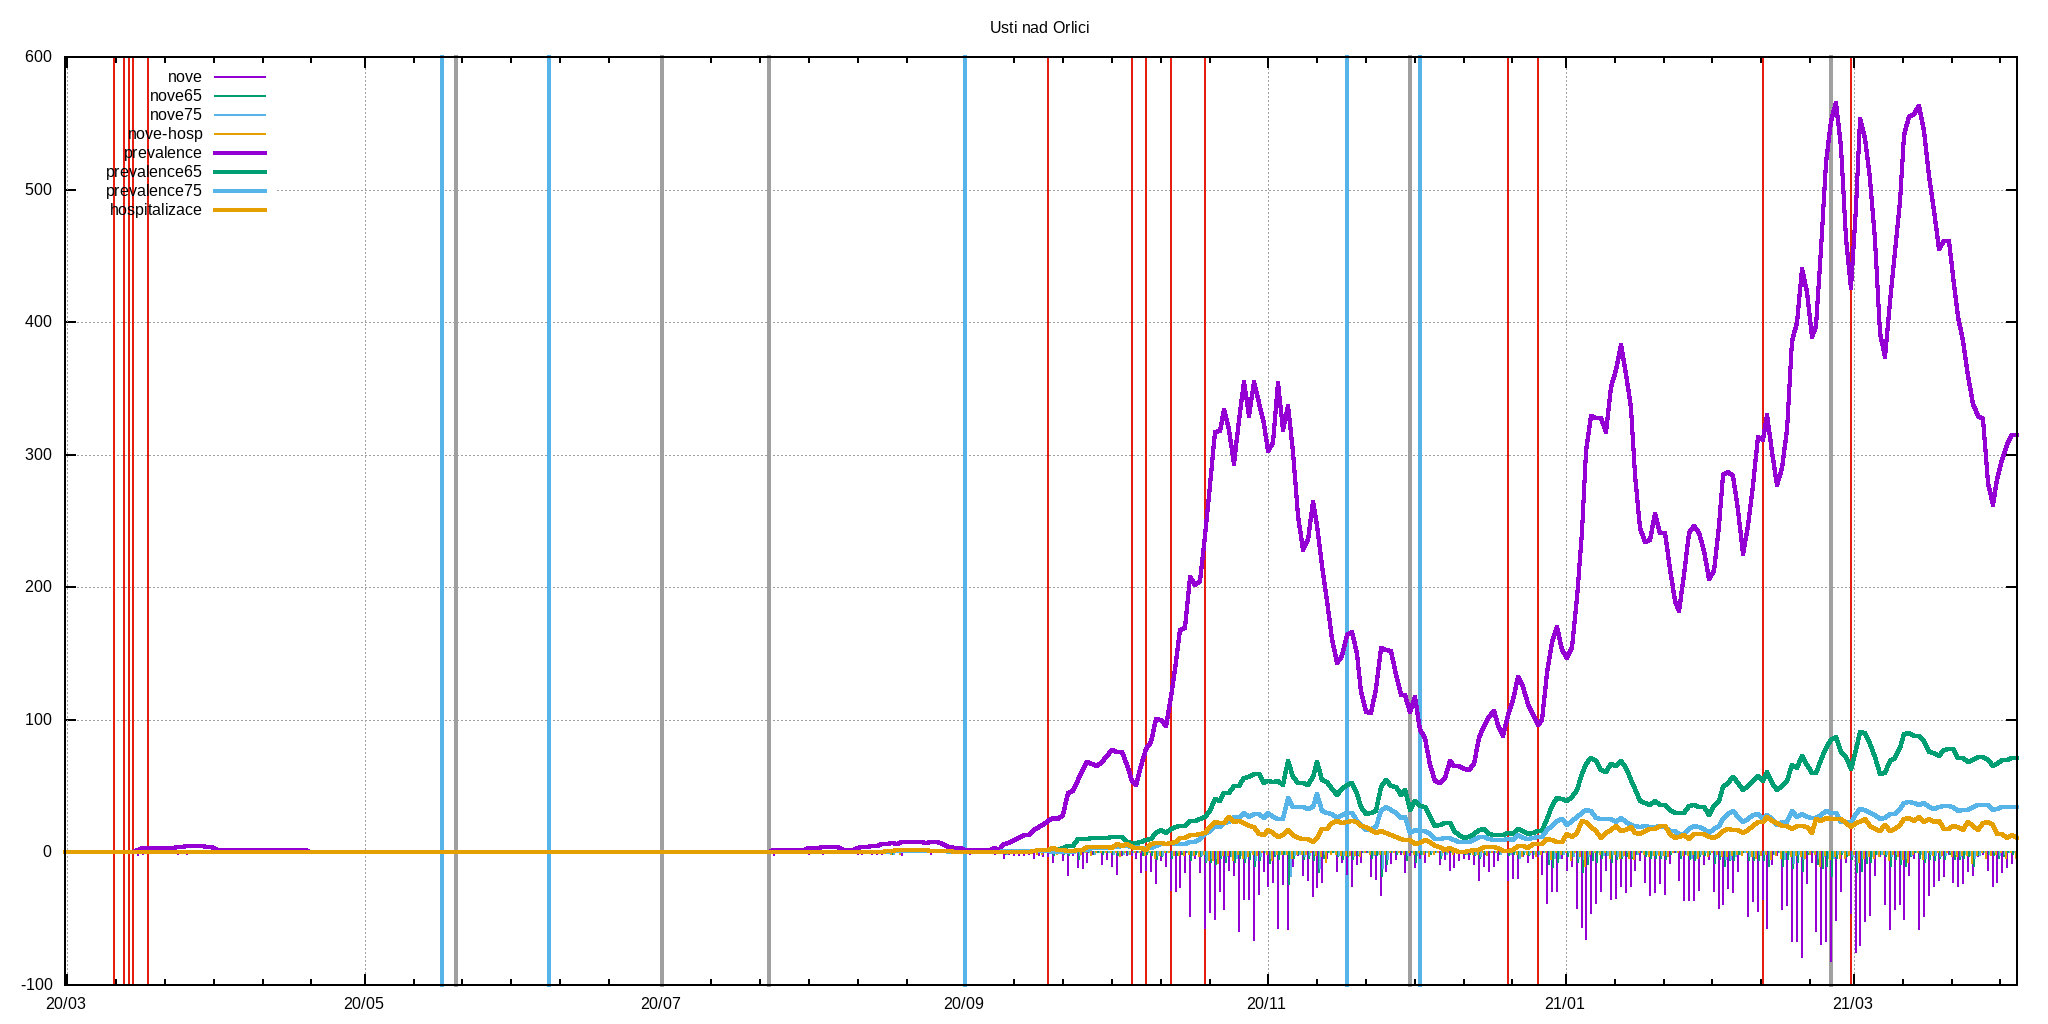 Usti nad Orlici
600
500
400
300
200
100
0
-100
nove
nove65
nove75
nove-hosp
prevalence
prevalence65
prevalence75
hospitalizace
20/03 20/05 20/07 20/09 20/11 21/01 21/03